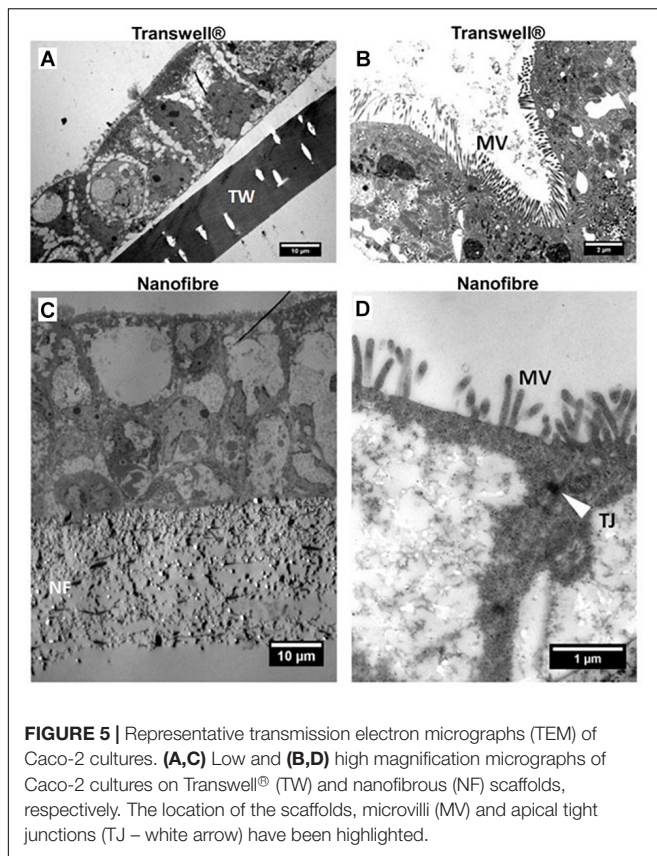 Transwell®
Transwell®
A
TW
10 µm
B
MV
2 µm
Nanofibre
Nanofibre
C
NF
10 µm
D
MV
TJ
1 µm
FIGURE 5 | Representative transmission electron micrographs (TEM) of
Caco-2 cultures. (A,C) Low and (B,D) high magnification micrographs of
Caco-2 cultures on Transwell® (TW) and nanofibrous (NF) scaffolds,
respectively. The location of the scaffolds, microvilli (MV) and apical tight
junctions (TJ – white arrow) have been highlighted.